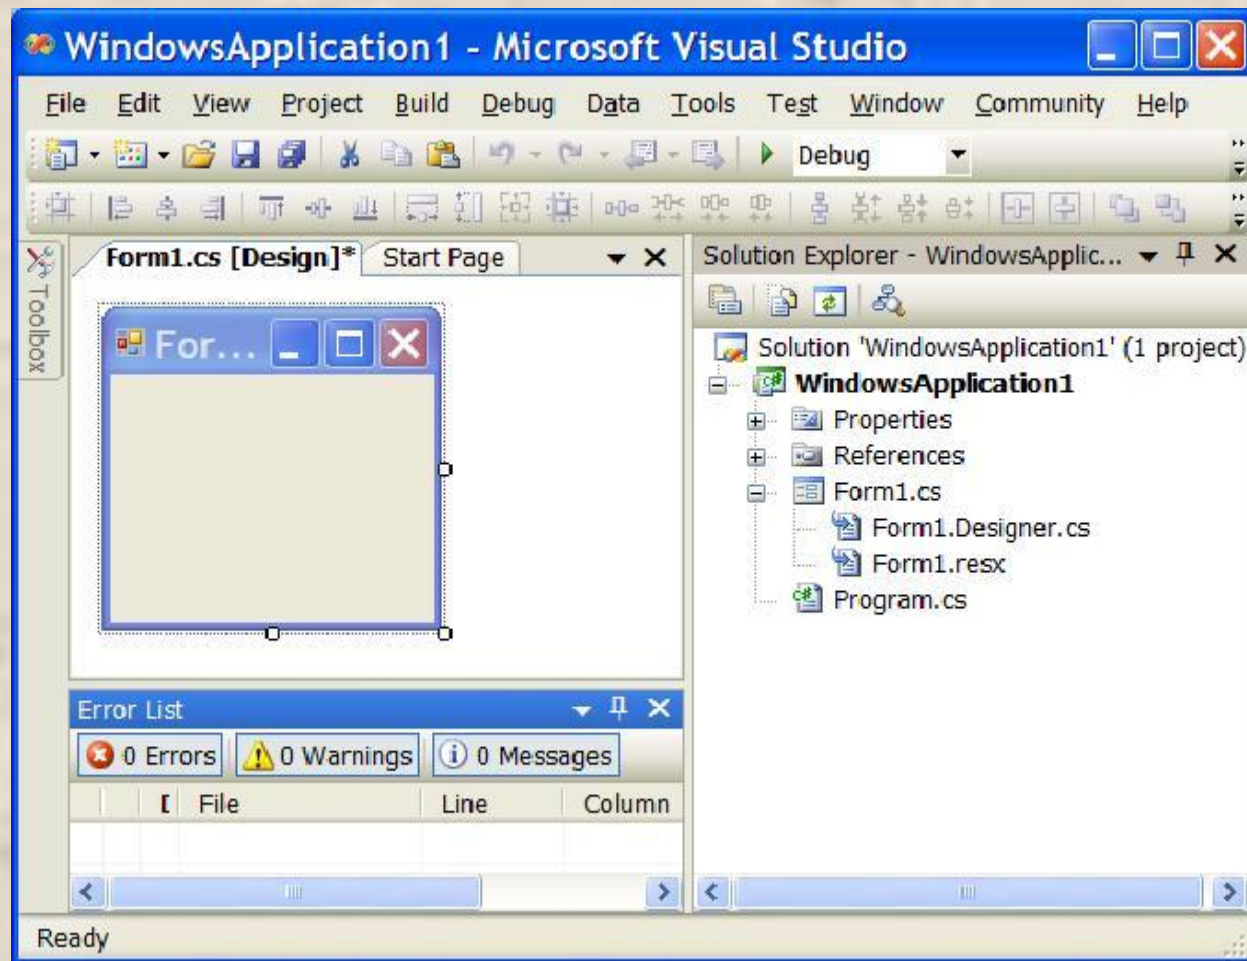 WindowsApplication1 - Microsoft Visual Studio
File Edit View Project Build Debug Data Tools Test Window Community Help
Debug
Toolbox
Form1.cs [Design]* Start Page
For...
Error List
0 Errors 0 Warnings 0 Messages
File Line Column
Solution Explorer - WindowsApplic...
Solution 'WindowsApplication1' (1 project)
WindowsApplication1
Properties
References
Form1.cs
Form1.Designer.cs
Form1.resx
Program.cs
Ready